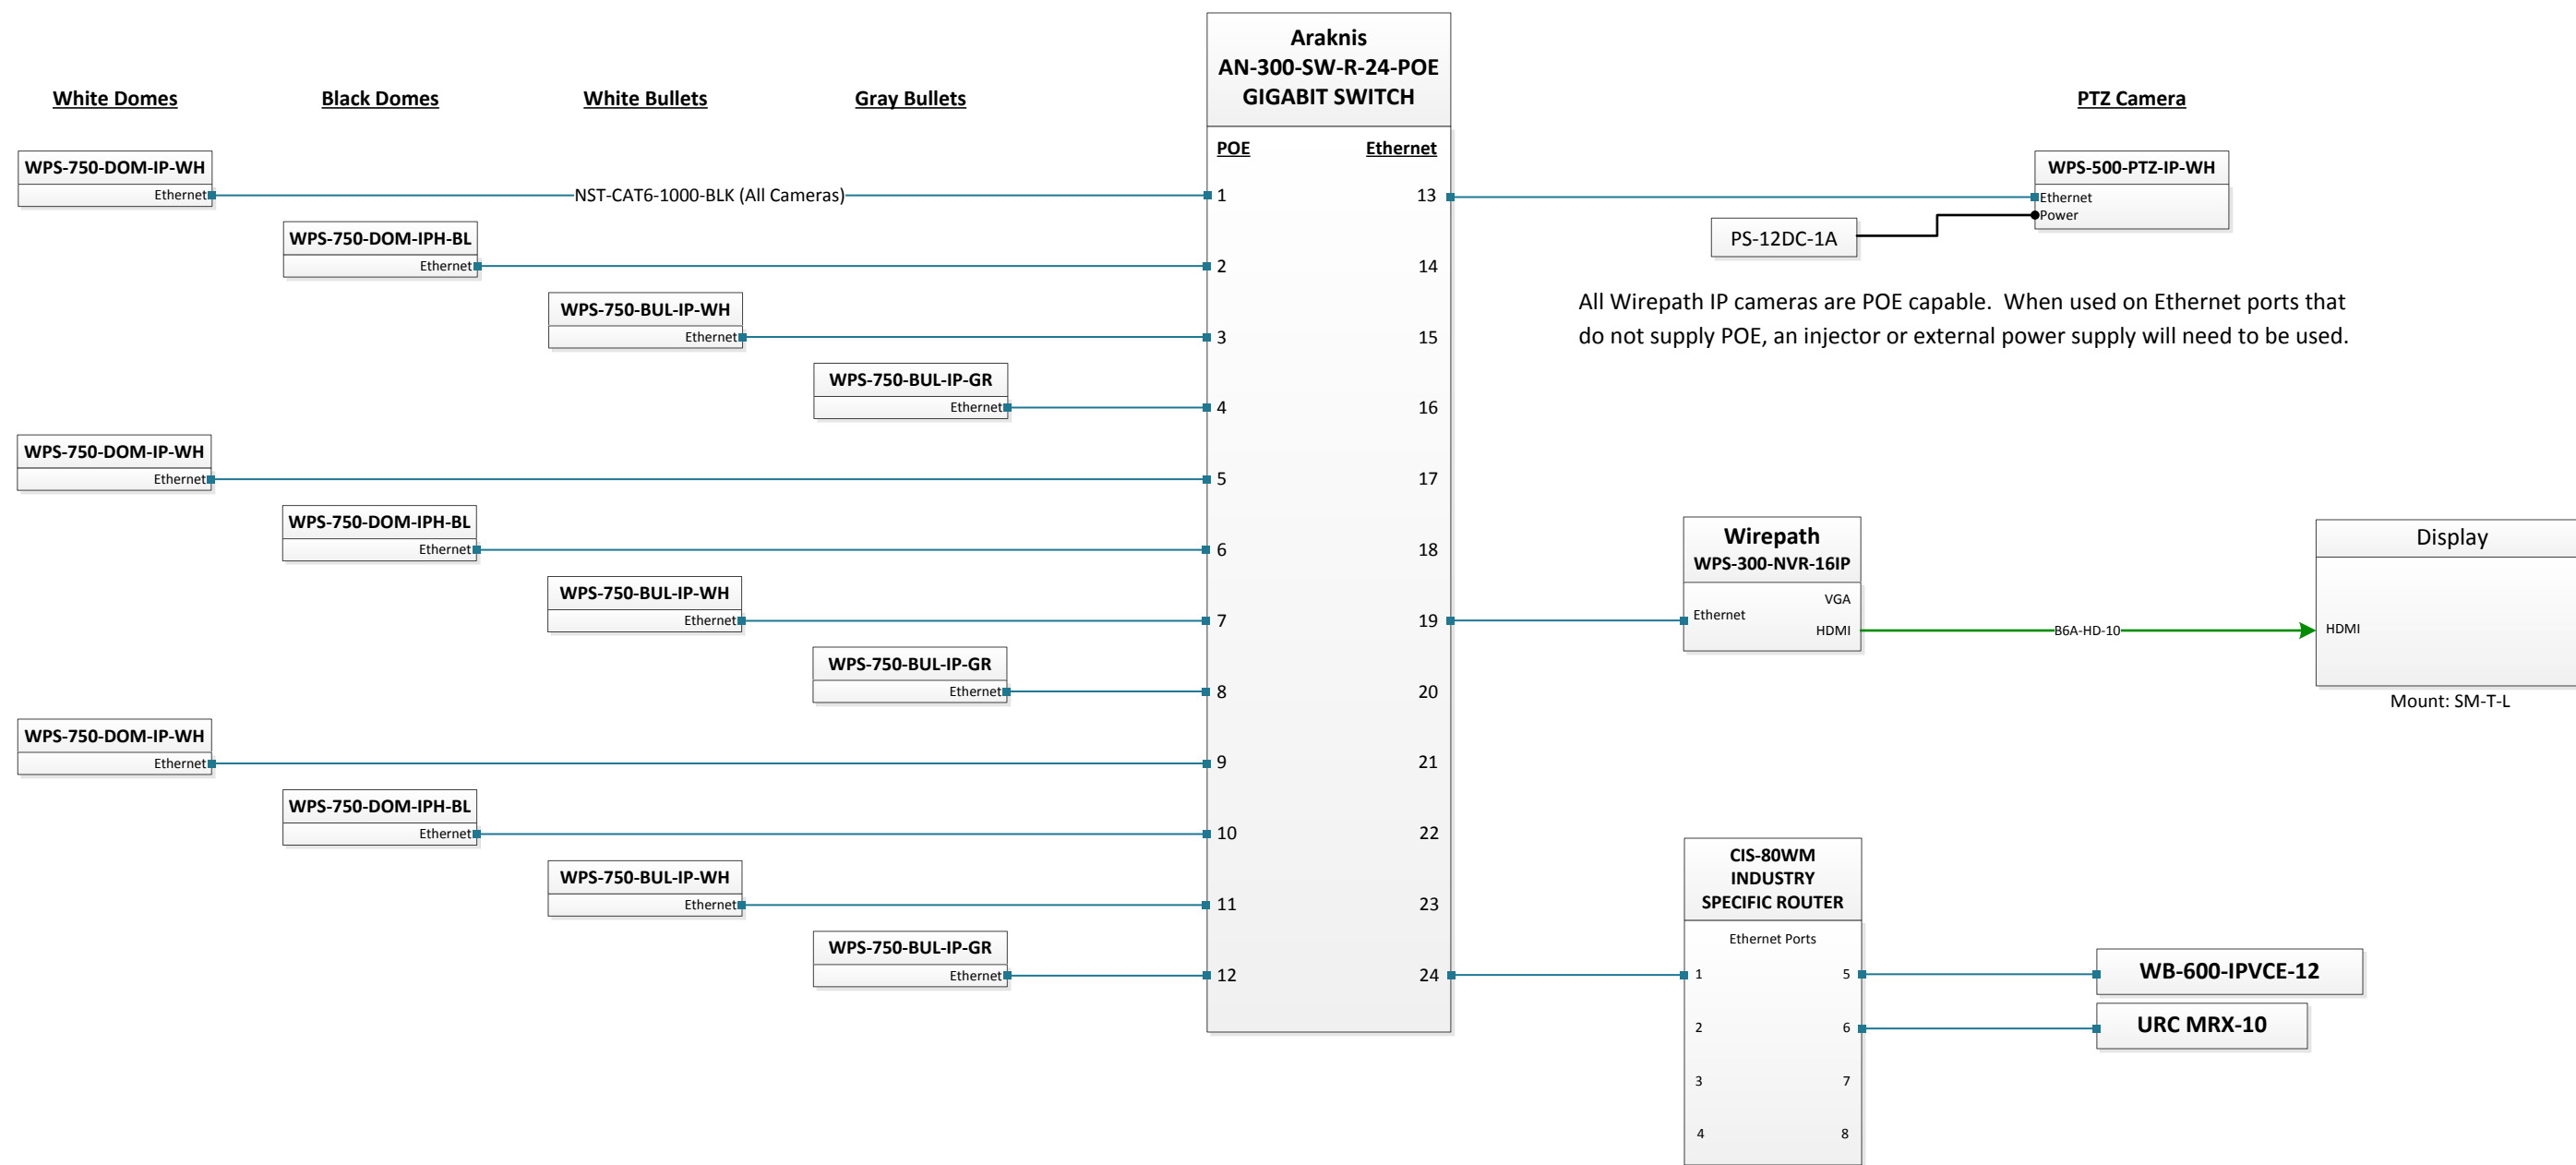 White Domes
Black Domes
White Bullets
Gray Bullets
Araknis
AN-300-SW-R-24-POE
GIGABIT SWITCH
PTZ Camera
POE
Ethernet
WPS-750-DOM-IP-WH
Ethernet
NST-CAT6-1000-BLK (All Cameras)
1
13
WPS-500-PTZ-IP-WH
Ethernet
Power
PS-12DC-1A
WPS-750-DOM-IPH-BL
Ethernet
2
14
All Wirepath IP cameras are POE capable.  When used on Ethernet ports that
do not supply POE, an injector or external power supply will need to be used.
WPS-750-BUL-IP-WH
Ethernet
3
15
WPS-750-BUL-IP-GR
Ethernet
4
16
WPS-750-DOM-IP-WH
Ethernet
5
17
WPS-750-DOM-IPH-BL
Ethernet
6
18
WPS-750-BUL-IP-WH
Ethernet
7
19
Wirepath
WPS-300-NVR-16IP
VGA
Ethernet
HDMI
B6A-HD-10
Display
HDMI
Mount: SM-T-L
WPS-750-BUL-IP-GR
Ethernet
8
20
WPS-750-DOM-IP-WH
Ethernet
9
21
WPS-750-DOM-IPH-BL
Ethernet
10
22
WPS-750-BUL-IP-WH
Ethernet
11
23
WPS-750-BUL-IP-GR
Ethernet
12
24
CIS-80WM
INDUSTRY
SPECIFIC ROUTER
Ethernet Ports
1
5
WB-600-IPVCE-12
2
6
URC MRX-10
3
7
4
8